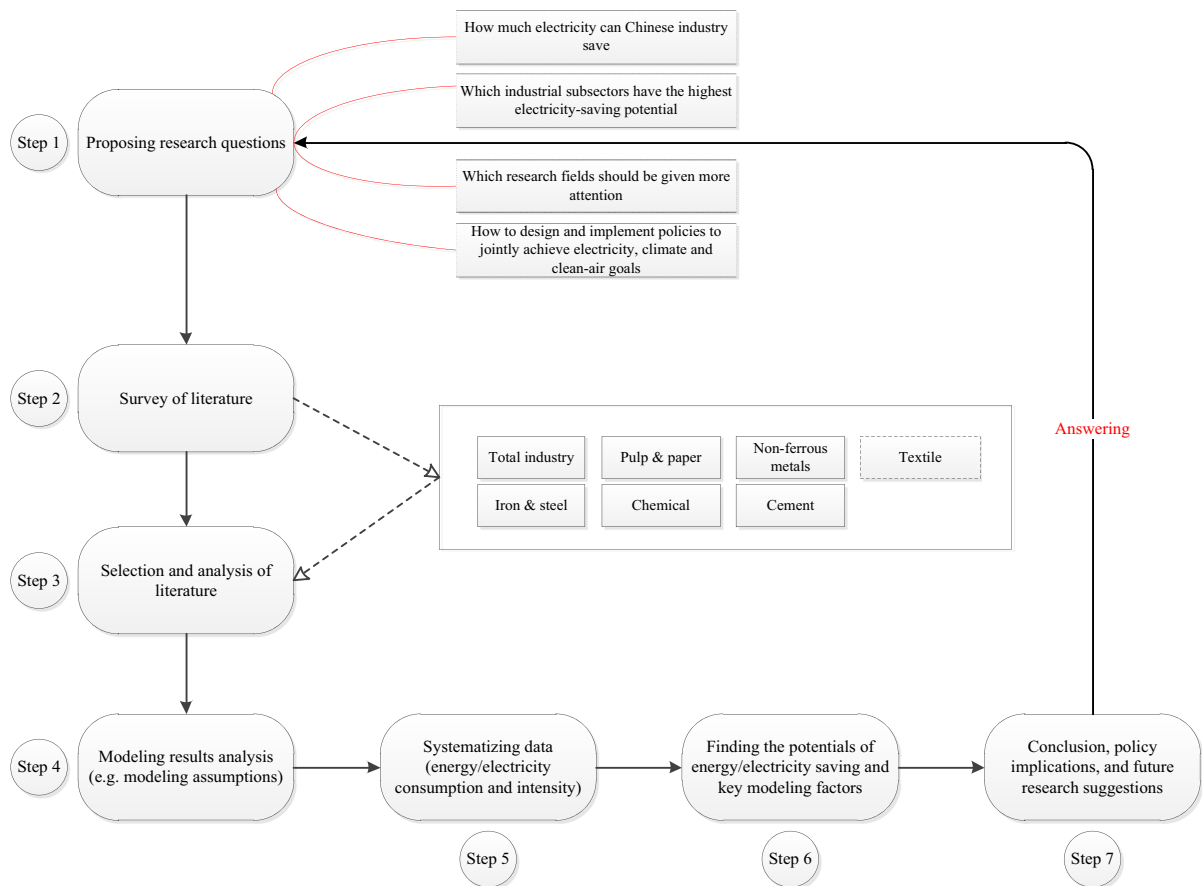 How much electricity can Chinese industry
save
Which industrial subsectors have the highest
electricity-saving potential
Step 1
Proposing research questions
Which research fields should be given more
attention
How to design and implement policies to
jointly achieve electricity, climate and
clean-air goals
Step 2
Survey of literature
Answering
Total industry
Pulp & paper
Non-ferrous
metals
Textile
Iron & steel
Chemical
Cement
Step 3
Selection and analysis of
literature
Step 4
Modeling results analysis
(e.g. modeling assumptions)
Systematizing data
(energy/electricity
consumption and intensity)
Finding the potentials of
energy/electricity saving and
key modeling factors
Conclusion, policy
implications, and future
research suggestions
Step 5
Step 6
Step 7